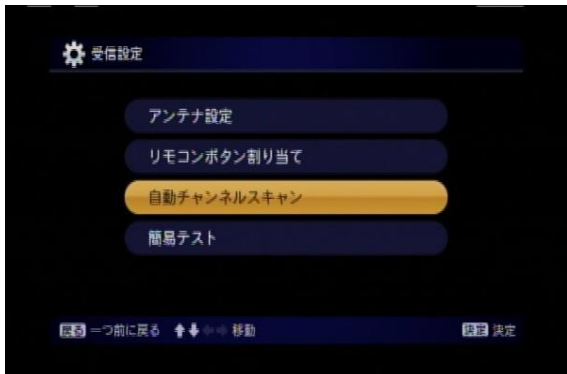 受信設定
アンテナ設定
リモコンボタン割り当て
自動チャンネルスキャン
簡易テスト
戻る =つ前に戻る 移動 決定 決定